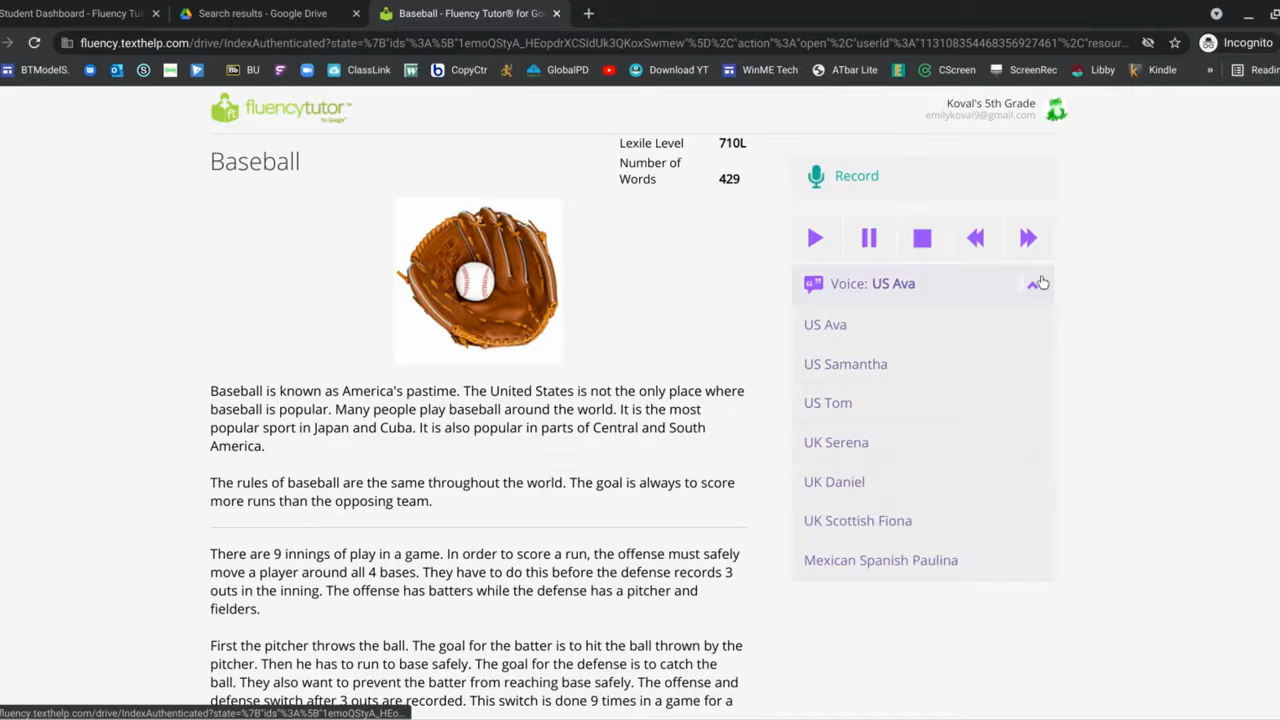 Student Dashboard - Fluency Tu
Search results - Google Drive
Baseball - Fluency Tutor® for Go
fluency.texthelp.com/drive/IndexAuthenticated?state=%7B"ids"%3A%5B"1emoQStyA_HEopdrXCSIdUk3QKoxSwmew"%5D%2C"action"%3A"open"%2C"userId"%3A"113108354468356927461"%2C"resour...
Incognito
BTModelS. BU ClassLink CopyCtr GlobalPD Download YT WinME Tech ATbar Lite CScreen ScreenRec Libby Kindle » Readin
fluencytutor™
for Google™
Koval's 5th Grade
emilykoval9@gmail.com
Baseball
Lexile Level 710L
Number of
Words 429
Record
Voice: US Ava
US Ava
US Samantha
US Tom
UK Serena
UK Daniel
UK Scottish Fiona
Mexican Spanish Paulina
Baseball is known as America's pastime. The United States is not the only place where
baseball is popular. Many people play baseball around the world. It is the most
popular sport in Japan and Cuba. It is also popular in parts of Central and South
America.
The rules of baseball are the same throughout the world. The goal is always to score
more runs than the opposing team.
There are 9 innings of play in a game. In order to score a run, the offense must safely
move a player around all 4 bases. They have to do this before the defense records 3
outs in the inning. The offense has batters while the defense has a pitcher and
fielders.
First the pitcher throws the ball. The goal for the batter is to hit the ball thrown by the
pitcher. Then he has to run to base safely. The goal for the defense is to catch the
ball. They also want to prevent the batter from reaching base safely. The offense and
defense switch after 3 outs are recorded. This switch is done 9 times in a game for a
fluency.texthelp.com/drive/IndexAuthenticated?state=%7B"ids"%3A%5B"1emoQStyA_HEo...